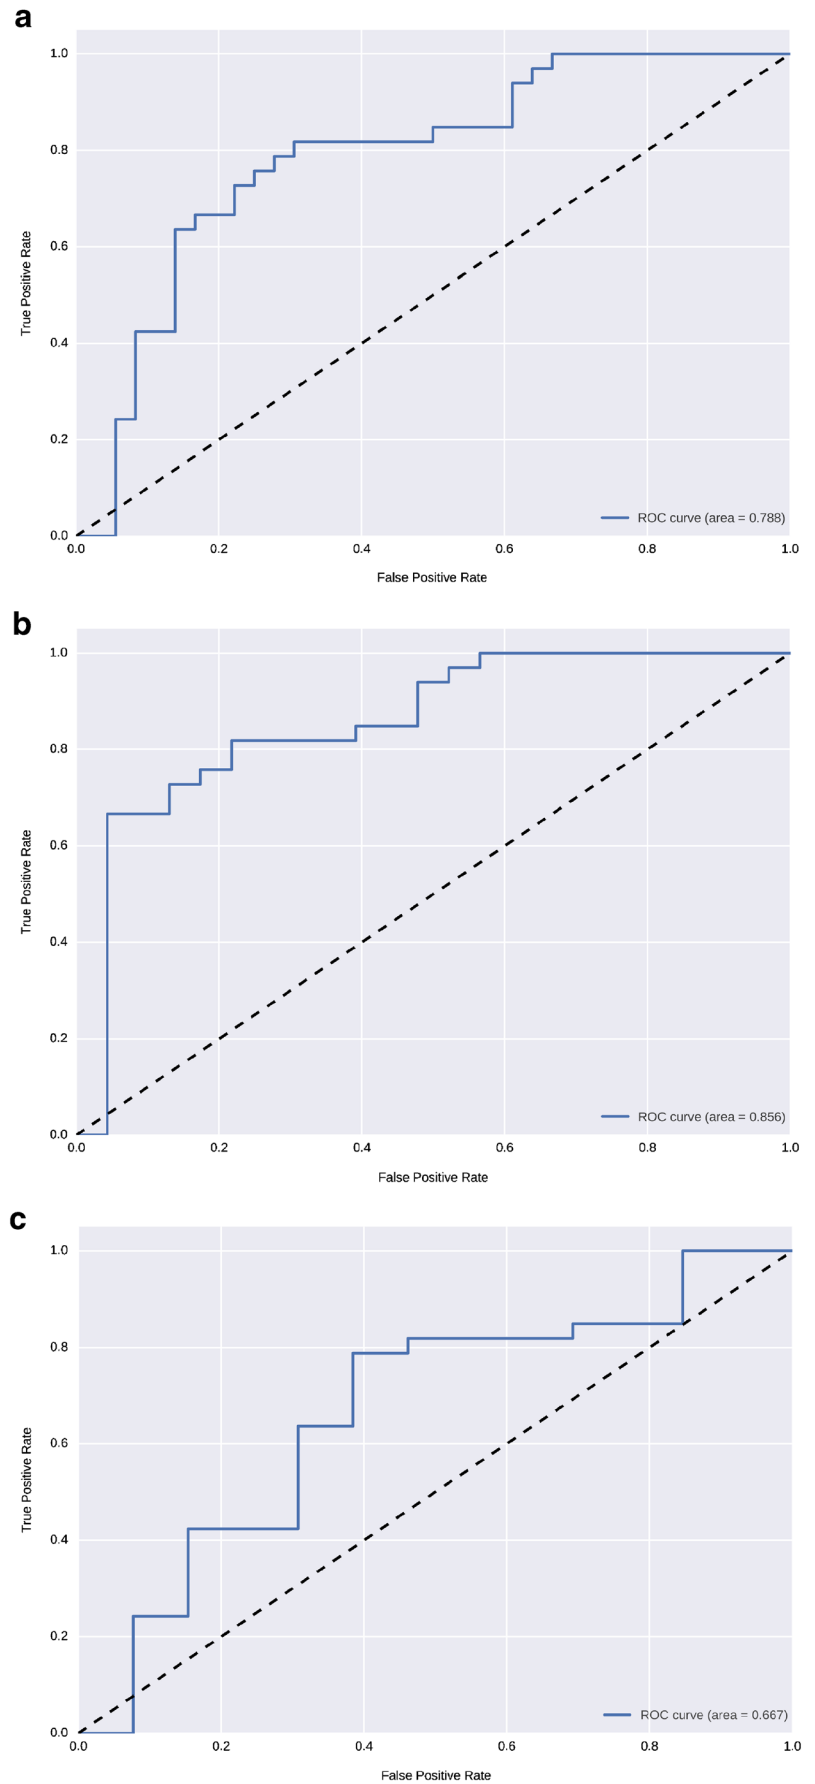 a
1.0
0.8
0.6
0.4
0.2
0.0
True Positive Rate
ROC curve (area = 0.788)
0.0 0.2 0.4 0.6 0.8 1.0
False Positive Rate
b
1.0
0.8
0.6
0.4
0.2
0.0
True Positive Rate
ROC curve (area = 0.856)
0.0 0.2 0.4 0.6 0.8 1.0
False Positive Rate
c
1.0
0.8
0.6
0.4
0.2
0.0
True Positive Rate
ROC curve (area = 0.667)
0.0 0.2 0.4 0.6 0.8 1.0
False Positive Rate